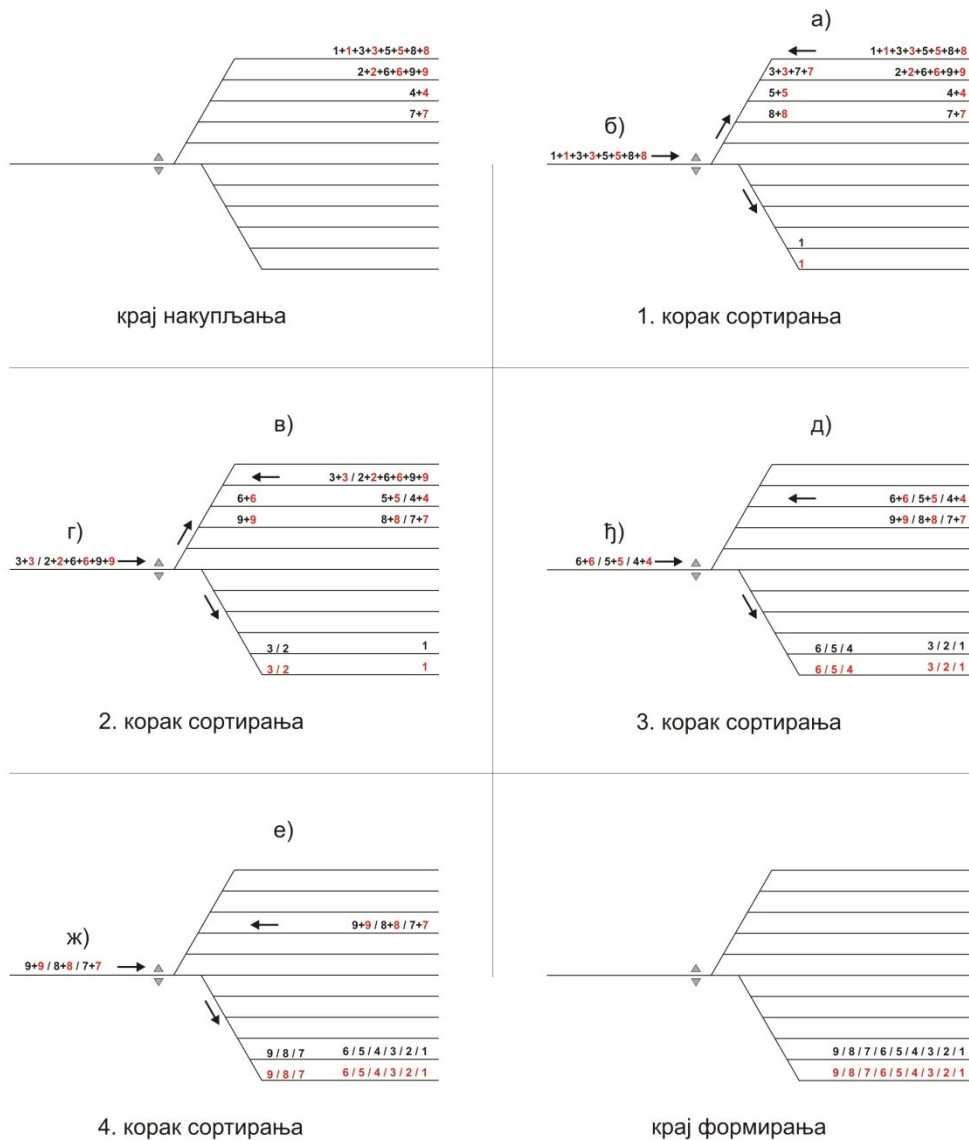 1+1+3+3+5+5+8+8
2+2+6+6+9+9
4+4
7+7
крај накупљања
а)
1+1+3+3+5+5+8+8
3+3+7+7 2+2+6+6+9+9
5+5 4+4
8+8 7+7
б)
1+1+3+3+5+5+8+8
1
1
1. корак сортирања
в)
3+3 / 2+2+6+6+9+9
6+6 5+5 / 4+4
9+9 8+8 / 7+7
г)
3+3 / 2+2+6+6+9+9
3 / 2 1
3 / 2 1
2. корак сортирања
д)
6+6 / 5+5 / 4+4
9+9 / 8+8 / 7+7
ђ)
6+6 / 5+5 / 4+4
6 / 5 / 4 3 / 2 / 1
6 / 5 / 4 3 / 2 / 1
3. корак сортирања
е)
9+9 / 8+8 / 7+7
ж)
9+9 / 8+8 / 7+7
9 / 8 / 7 6 / 5 / 4 / 3 / 2 / 1
9 / 8 / 7 6 / 5 / 4 / 3 / 2 / 1
4. корак сортирања
9 / 8 / 7 / 6 / 5 / 4 / 3 / 2 / 1
9 / 8 / 7 / 6 / 5 / 4 / 3 / 2 / 1
крај формирања